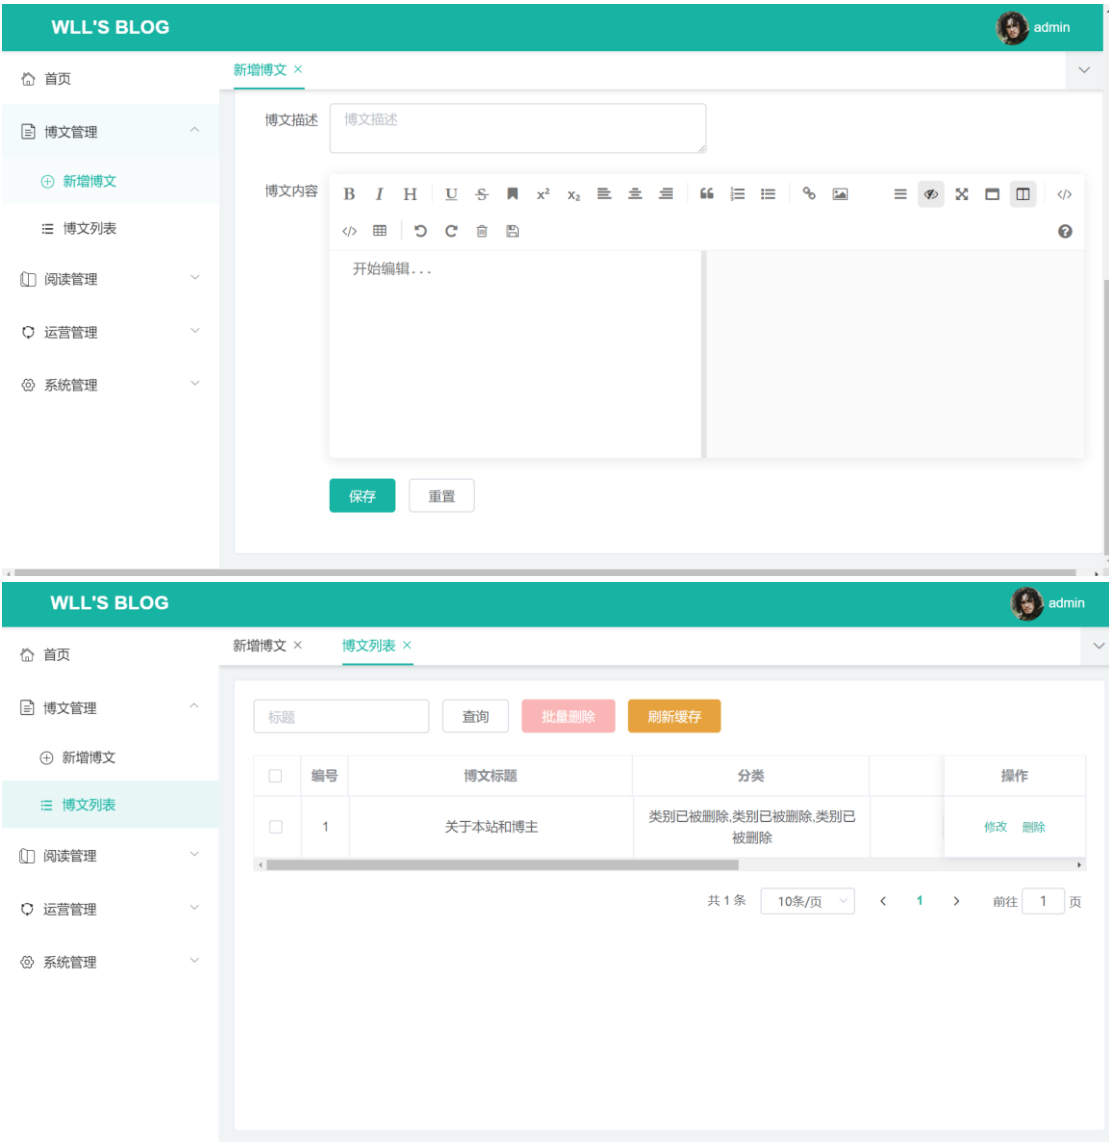 WLL'S BLOG
admin
首页
新增博文 ×
博文管理
博文描述
博文描述
新增博文
博文内容
B I H U S x² x₂
博文列表
阅读管理
开始编辑...
运营管理
系统管理
保存
重置
WLL'S BLOG
admin
首页
新增博文 × 博文列表 ×
博文管理
标题 查询 批量删除 刷新缓存
新增博文
编号 博文标题 分类 操作
博文列表
1 关于本站和博主 类别已被删除,类别已被删除,类别已
被删除
修改 删除
阅读管理
运营管理
共 1 条 10条/页 < 1 > 前往 1 页
系统管理